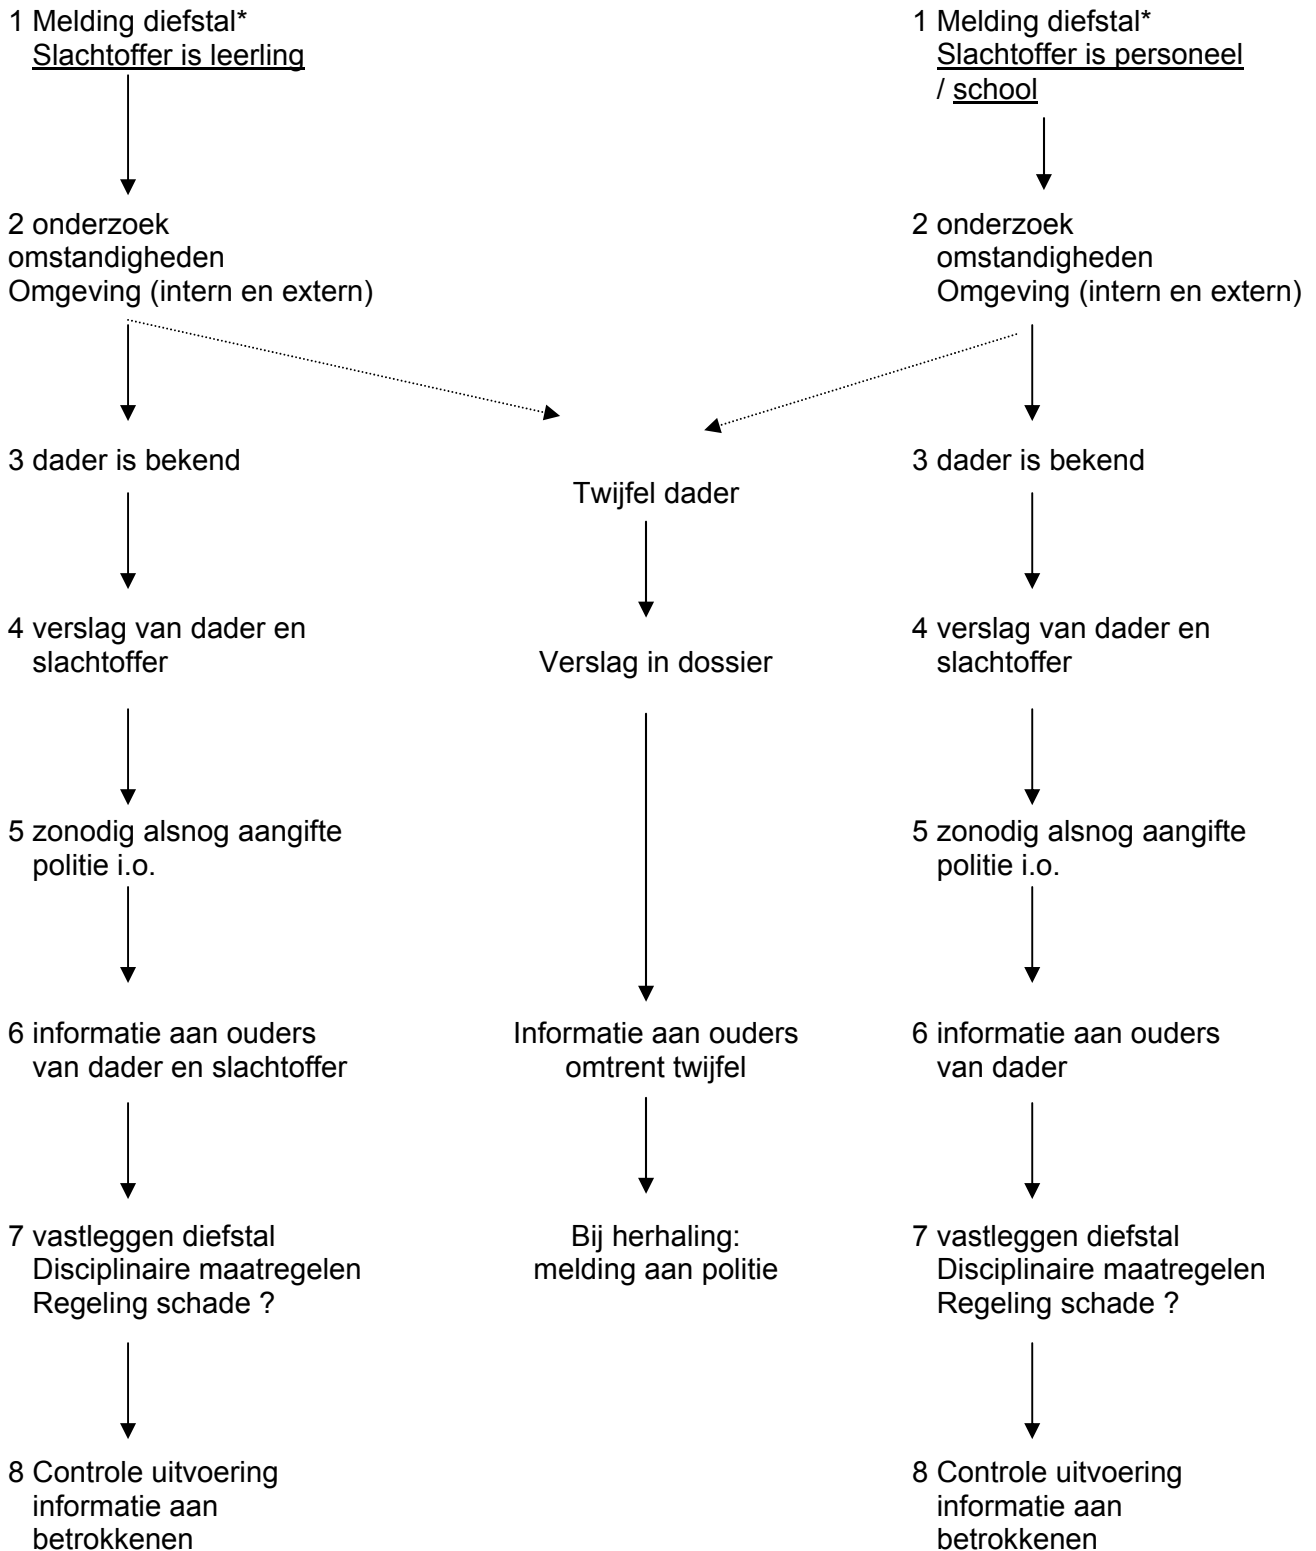 1 Melding diefstal*
Slachtoffer is leerling
2 onderzoek
omstandigheden
Omgeving (intern en extern)
3 dader is bekend
4 verslag van dader en
slachtoffer
5 zonodig alsnog aangifte
politie i.o.
6 informatie aan ouders
van dader en slachtoffer
7 vastleggen diefstal
Disciplinaire maatregelen
Regeling schade ?
8 Controle uitvoering
informatie aan
betrokkenen
Twijfel dader
Verslag in dossier
Informatie aan ouders
omtrent twijfel
Bij herhaling:
melding aan politie
1 Melding diefstal*
Slachtoffer is personeel
/ school
2 onderzoek
omstandigheden
Omgeving (intern en extern)
3 dader is bekend
4 verslag van dader en
slachtoffer
5 zonodig alsnog aangifte
politie i.o.
6 informatie aan ouders
van dader
7 vastleggen diefstal
Disciplinaire maatregelen
Regeling schade ?
8 Controle uitvoering
informatie aan
betrokkenen